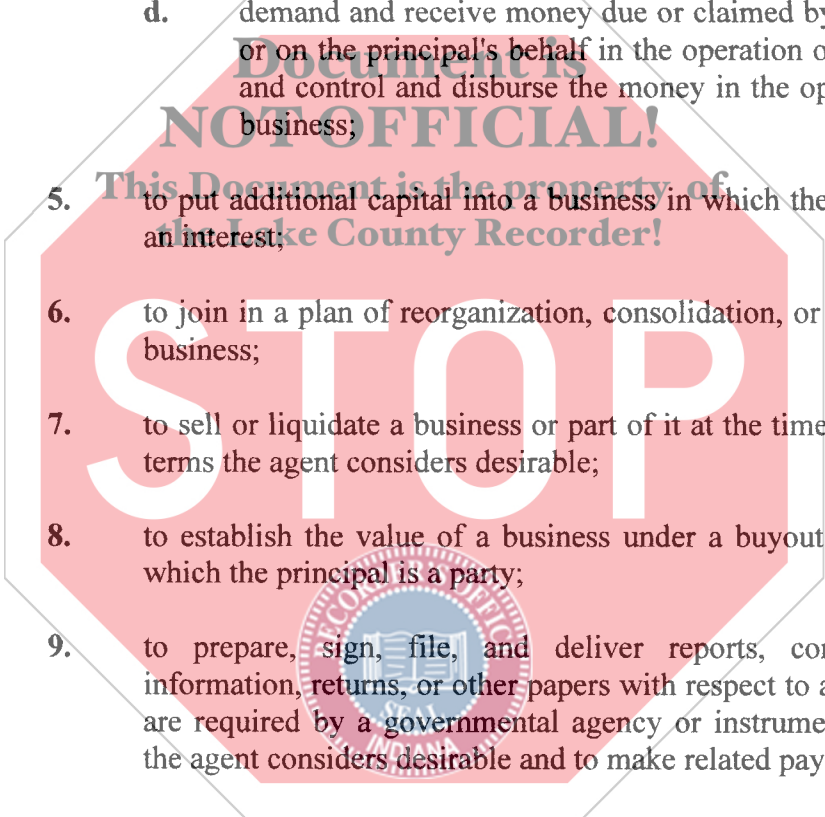 d. demand and receive money due or claimed by
or on the principal's behalf in the operation o
and control and disburse the money in the op
business;
Document is
NOT OFFICIAL!
This Document is the property of
the Lake County Recorder!
5. to put additional capital into a business in which the
an interest;
6. to join in a plan of reorganization, consolidation, or
business;
7. to sell or liquidate a business or part of it at the time
terms the agent considers desirable;
8. to establish the value of a business under a buyout
which the principal is a party;
9. to prepare, sign, file, and deliver reports, co
information, returns, or other papers with respect to a
are required by a governmental agency or instrume
the agent considers desirable and to make related pay
STOP
RECORDER'S OFFICE
SEAL
INDIANA